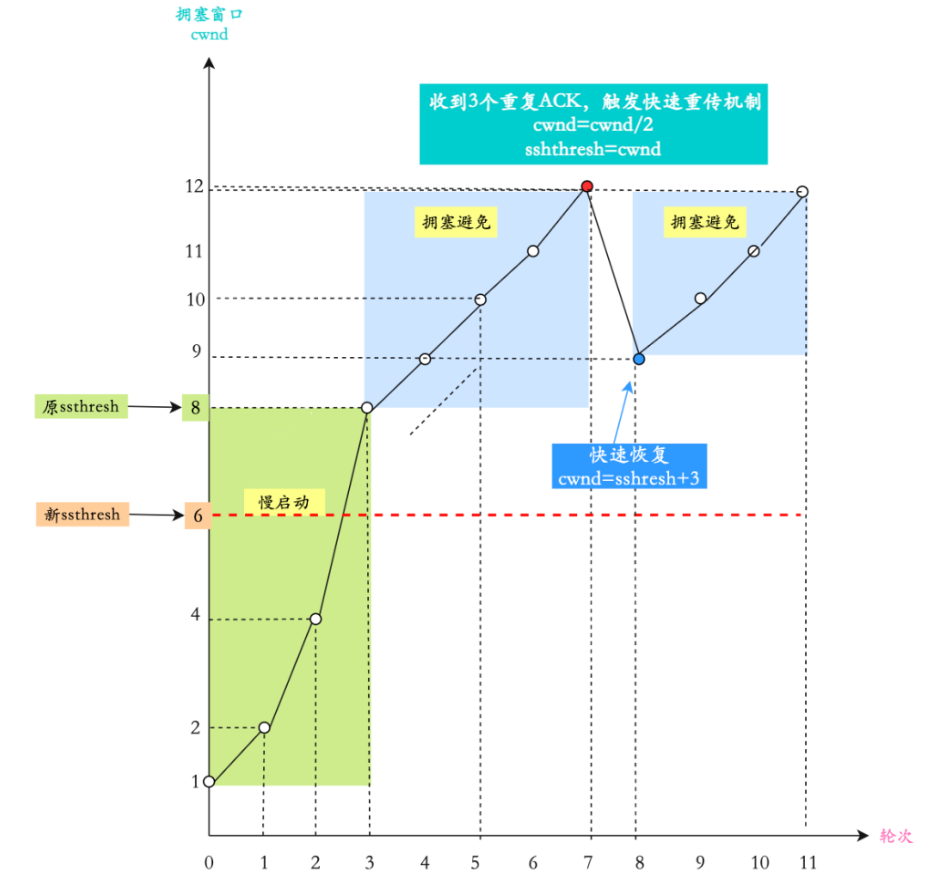 拥塞窗口
cwnd
收到3个重复ACK，触发快速重传机制
cwnd=cwnd/2
sshthresh=cwnd
12
拥塞避免
拥塞避免
11
10
9
原ssthresh
8
快速恢复
cwnd=sshresh+3
慢启动
新ssthresh
6
4
2
1
轮次
0 1 2 3 4 5 6 7 8 9 10 11